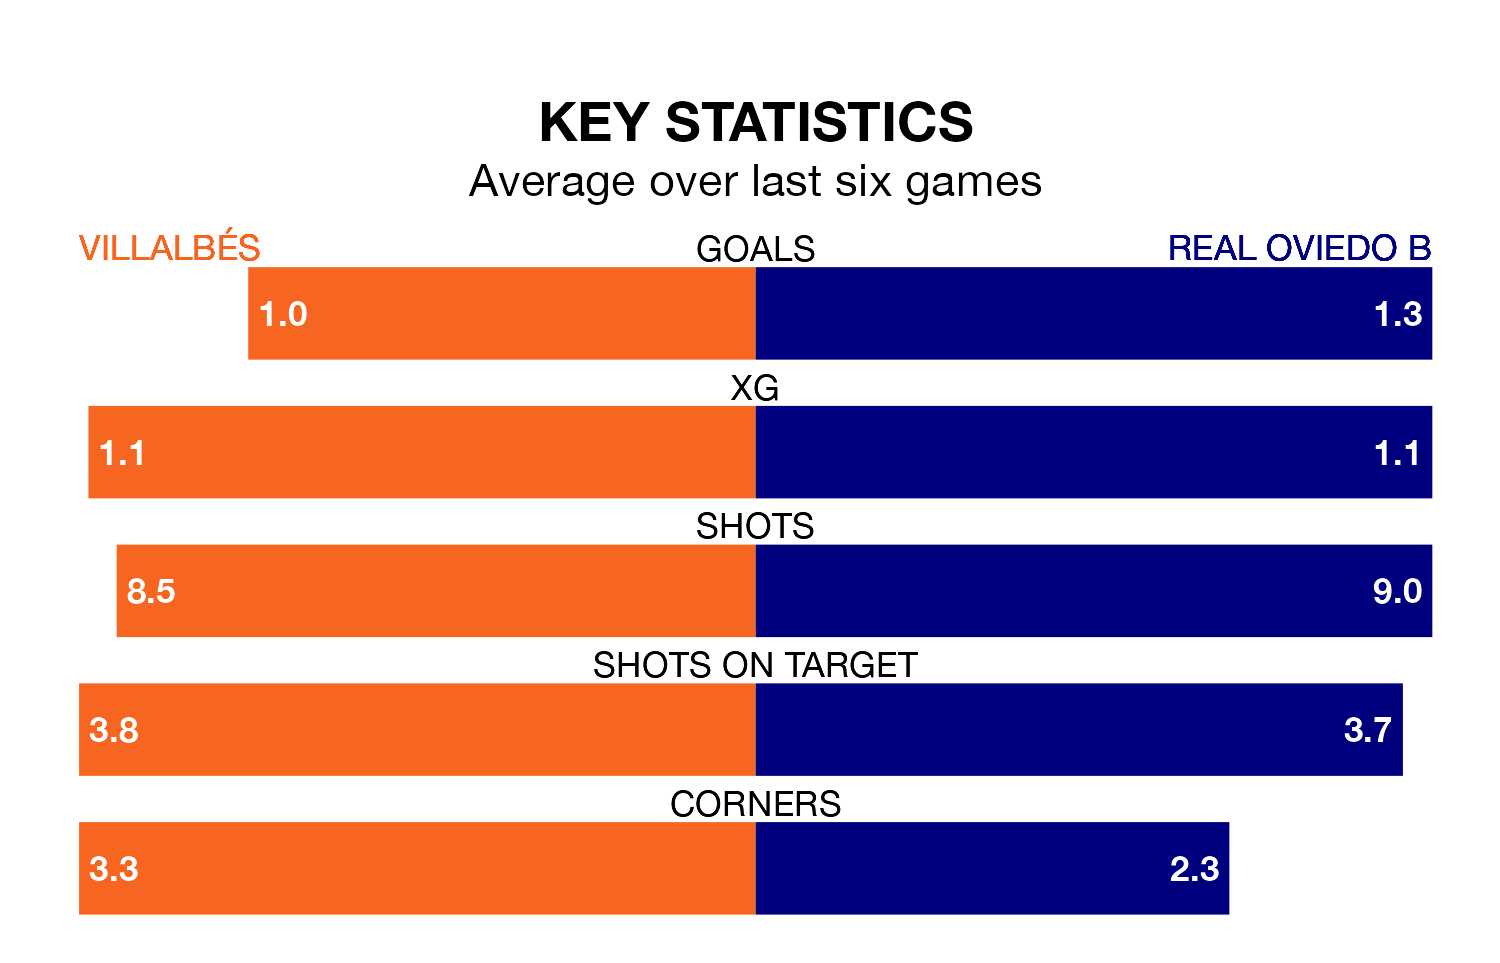 KEY STATISTICS
Average over last six games
VILLALBÉS GOALS REAL OVIEDO B
1.0 1.3
XG
1.1 1.1
SHOTS
8.5 9.0
SHOTS ON TARGET
3.8 3.7
CORNERS
3.3 2.3